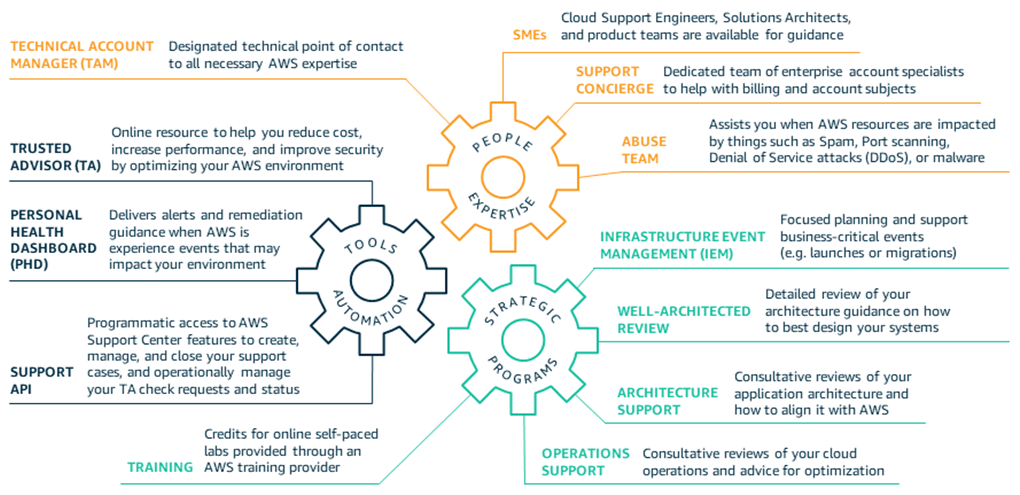 TECHNICAL ACCOUNT
MANAGER (TAM)
Designated technical point of contact
to all necessary AWS expertise
SMEs
Cloud Support Engineers, Solutions Architects,
and product teams are available for guidance
SUPPORT
CONCIERGE
Dedicated team of enterprise account specialists
to help with billing and account subjects
ABUSE
TEAM
Assists you when AWS resources are impacted
by things such as Spam, Port scanning,
Denial of Service attacks (DDoS), or malware
PEOPLE
EXPERTISE
TRUSTED
ADVISOR (TA)
Online resource to help you reduce cost,
increase performance, and improve security
by optimizing your AWS environment
PERSONAL
HEALTH
DASHBOARD
(PHD)
Delivers alerts and remediation
guidance when AWS is
experience events that may
impact your environment
TOOLS
AUTOMATION
SUPPORT
API
Programmatic access to AWS
Support Center features to create,
manage, and close your support
cases, and operationally manage
your TA check requests and status
INFRASTRUCTURE EVENT
MANAGEMENT (IEM)
Focused planning and support
business-critical events
(e.g. launches or migrations)
WELL-ARCHITECTED
REVIEW
Detailed review of your
architecture guidance on how
to best design your systems
STRATEGIC
PROGRAMS
ARCHITECTURE
SUPPORT
Consultative reviews of your
application architecture and
how to align it with AWS
TRAINING
Credits for online self-paced
labs provided through an
AWS training provider
OPERATIONS
SUPPORT
Consultative reviews of your cloud
operations and advice for optimization